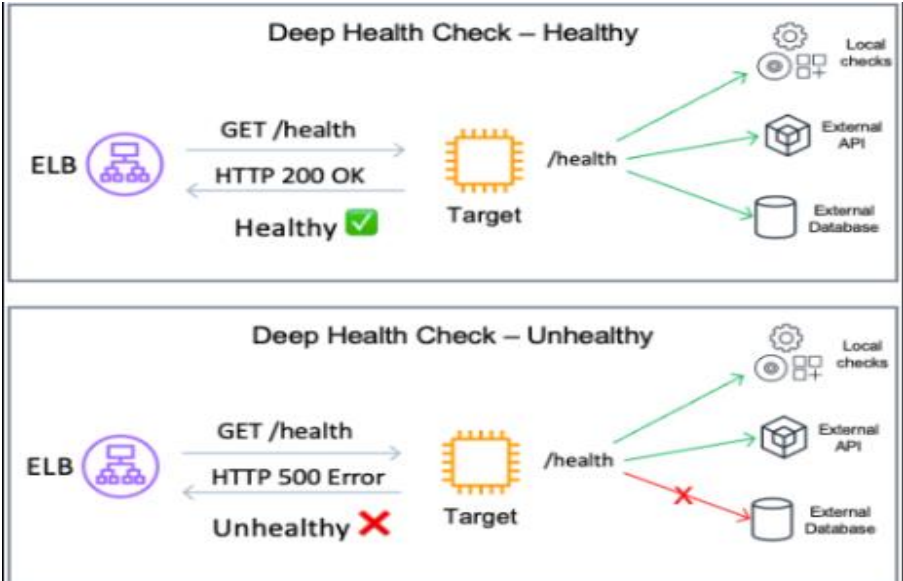 Deep Health Check – Healthy
Local
checks
GET /health
External
API
ELB
/health
HTTP 200 OK
Target
External
Database
Healthy
Deep Health Check – Unhealthy
Local
checks
GET /health
External
API
ELB
/health
HTTP 500 Error
Target
External
Database
Unhealthy